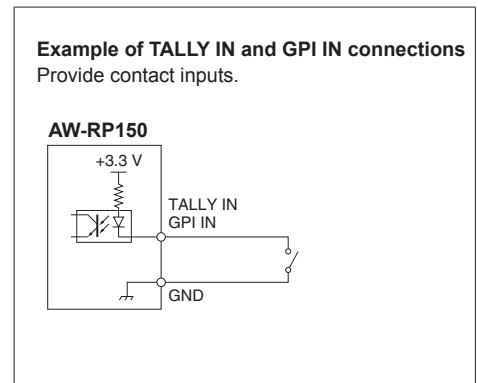 Example of TALLY IN and GPI IN connections
Provide contact inputs.
AW-RP150
+3.3 V
TALLY IN
GPI IN
GND